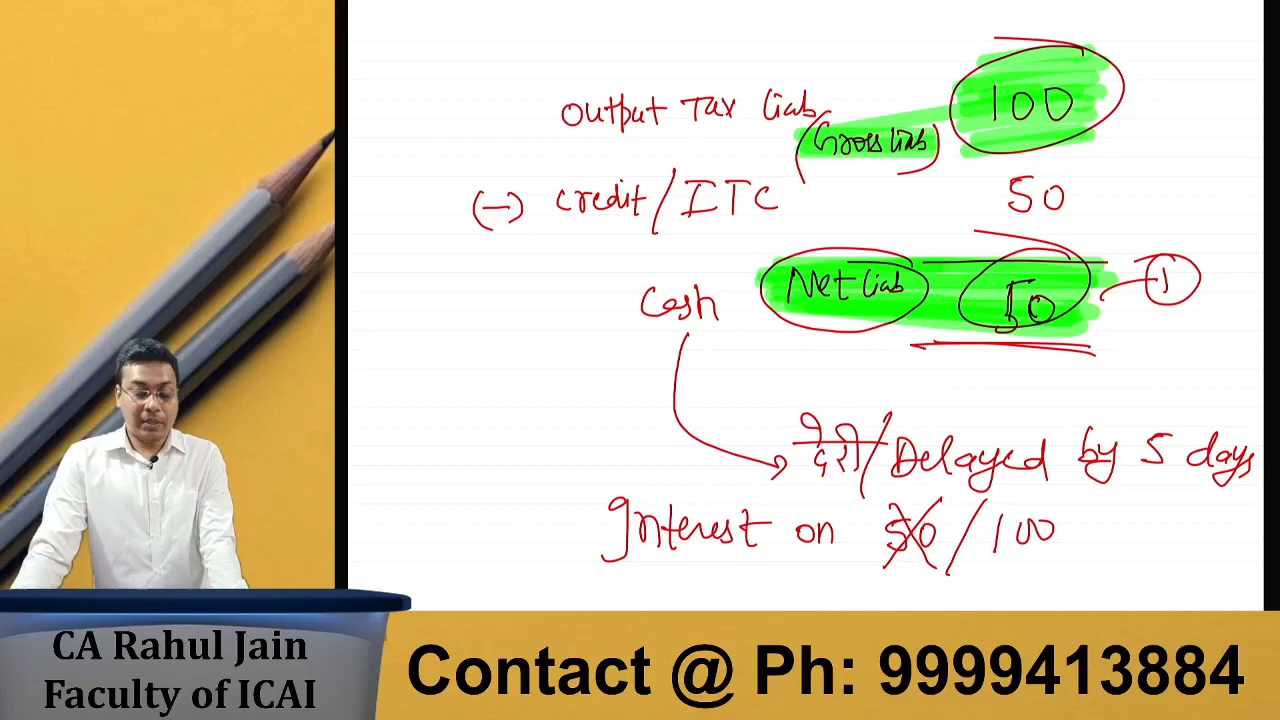 Output Tax liab 100
(Gross liab)
(-) Credit/ITC 50
Cash Net liab 50 1
देरी/Delayed by 5 days
Interest on 50/100
CA Rahul Jain
Faculty of ICAI
Contact @ Ph: 9999413884